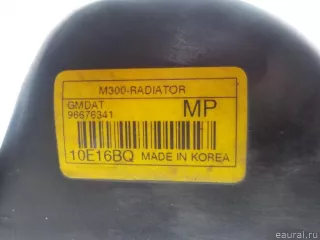 M300-RADIATOR
GMDAT
MP
96676341
10E16BQ MADE IN KOREA
© eaural.ru